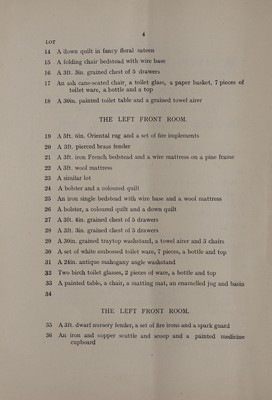 4
LOT
14 A down quilt in fancy floral sateen
15 A folding chair bedstead with wire base
16 A 3ft. 3in. grained chest of 5 drawers
17 An ash cane-seated chair, a toilet glass, a paper basket, 7 pieces of
toilet ware, a bottle and a top
18 A 30in. painted toilet table and a grained towel airer
THE LEFT FRONT ROOM.
19 A 5ft. 6in. Oriental rug and a set of fire implements
20 A 3ft. pierced brass fender
21 A 3ft. iron French bedstead and a wire mattress on a pine frame
22 A 3ft. wool mattress
23 A similar lot
24 A bolster and a coloured quilt
25 An iron single bedstead with wire base and a wool mattress
26 A bolster, a coloured quilt and a down quilt
27 A 3ft. 4in. grained chest of 5 drawers
28 A 3ft. 3in. grained chest of 5 drawers
29 A 30in. grained traytop washstand, a towel airer and 3 chairs
30 A set of white embossed toilet ware, 7 pieces, a bottle and top
31 A 24in. antique mahogany angle washstand
32 Two birch toilet glasses, 2 pieces of ware, a bottle and top
33 A painted table, a chair, a matting mat, an enamelled jug and basin
34
THE LEFT FRONT ROOM.
35 A 3ft. dwarf nursery fender, a set of fire irons and a spark guard
36 An iron and copper scuttle and scoop and a painted medicine
cupboard